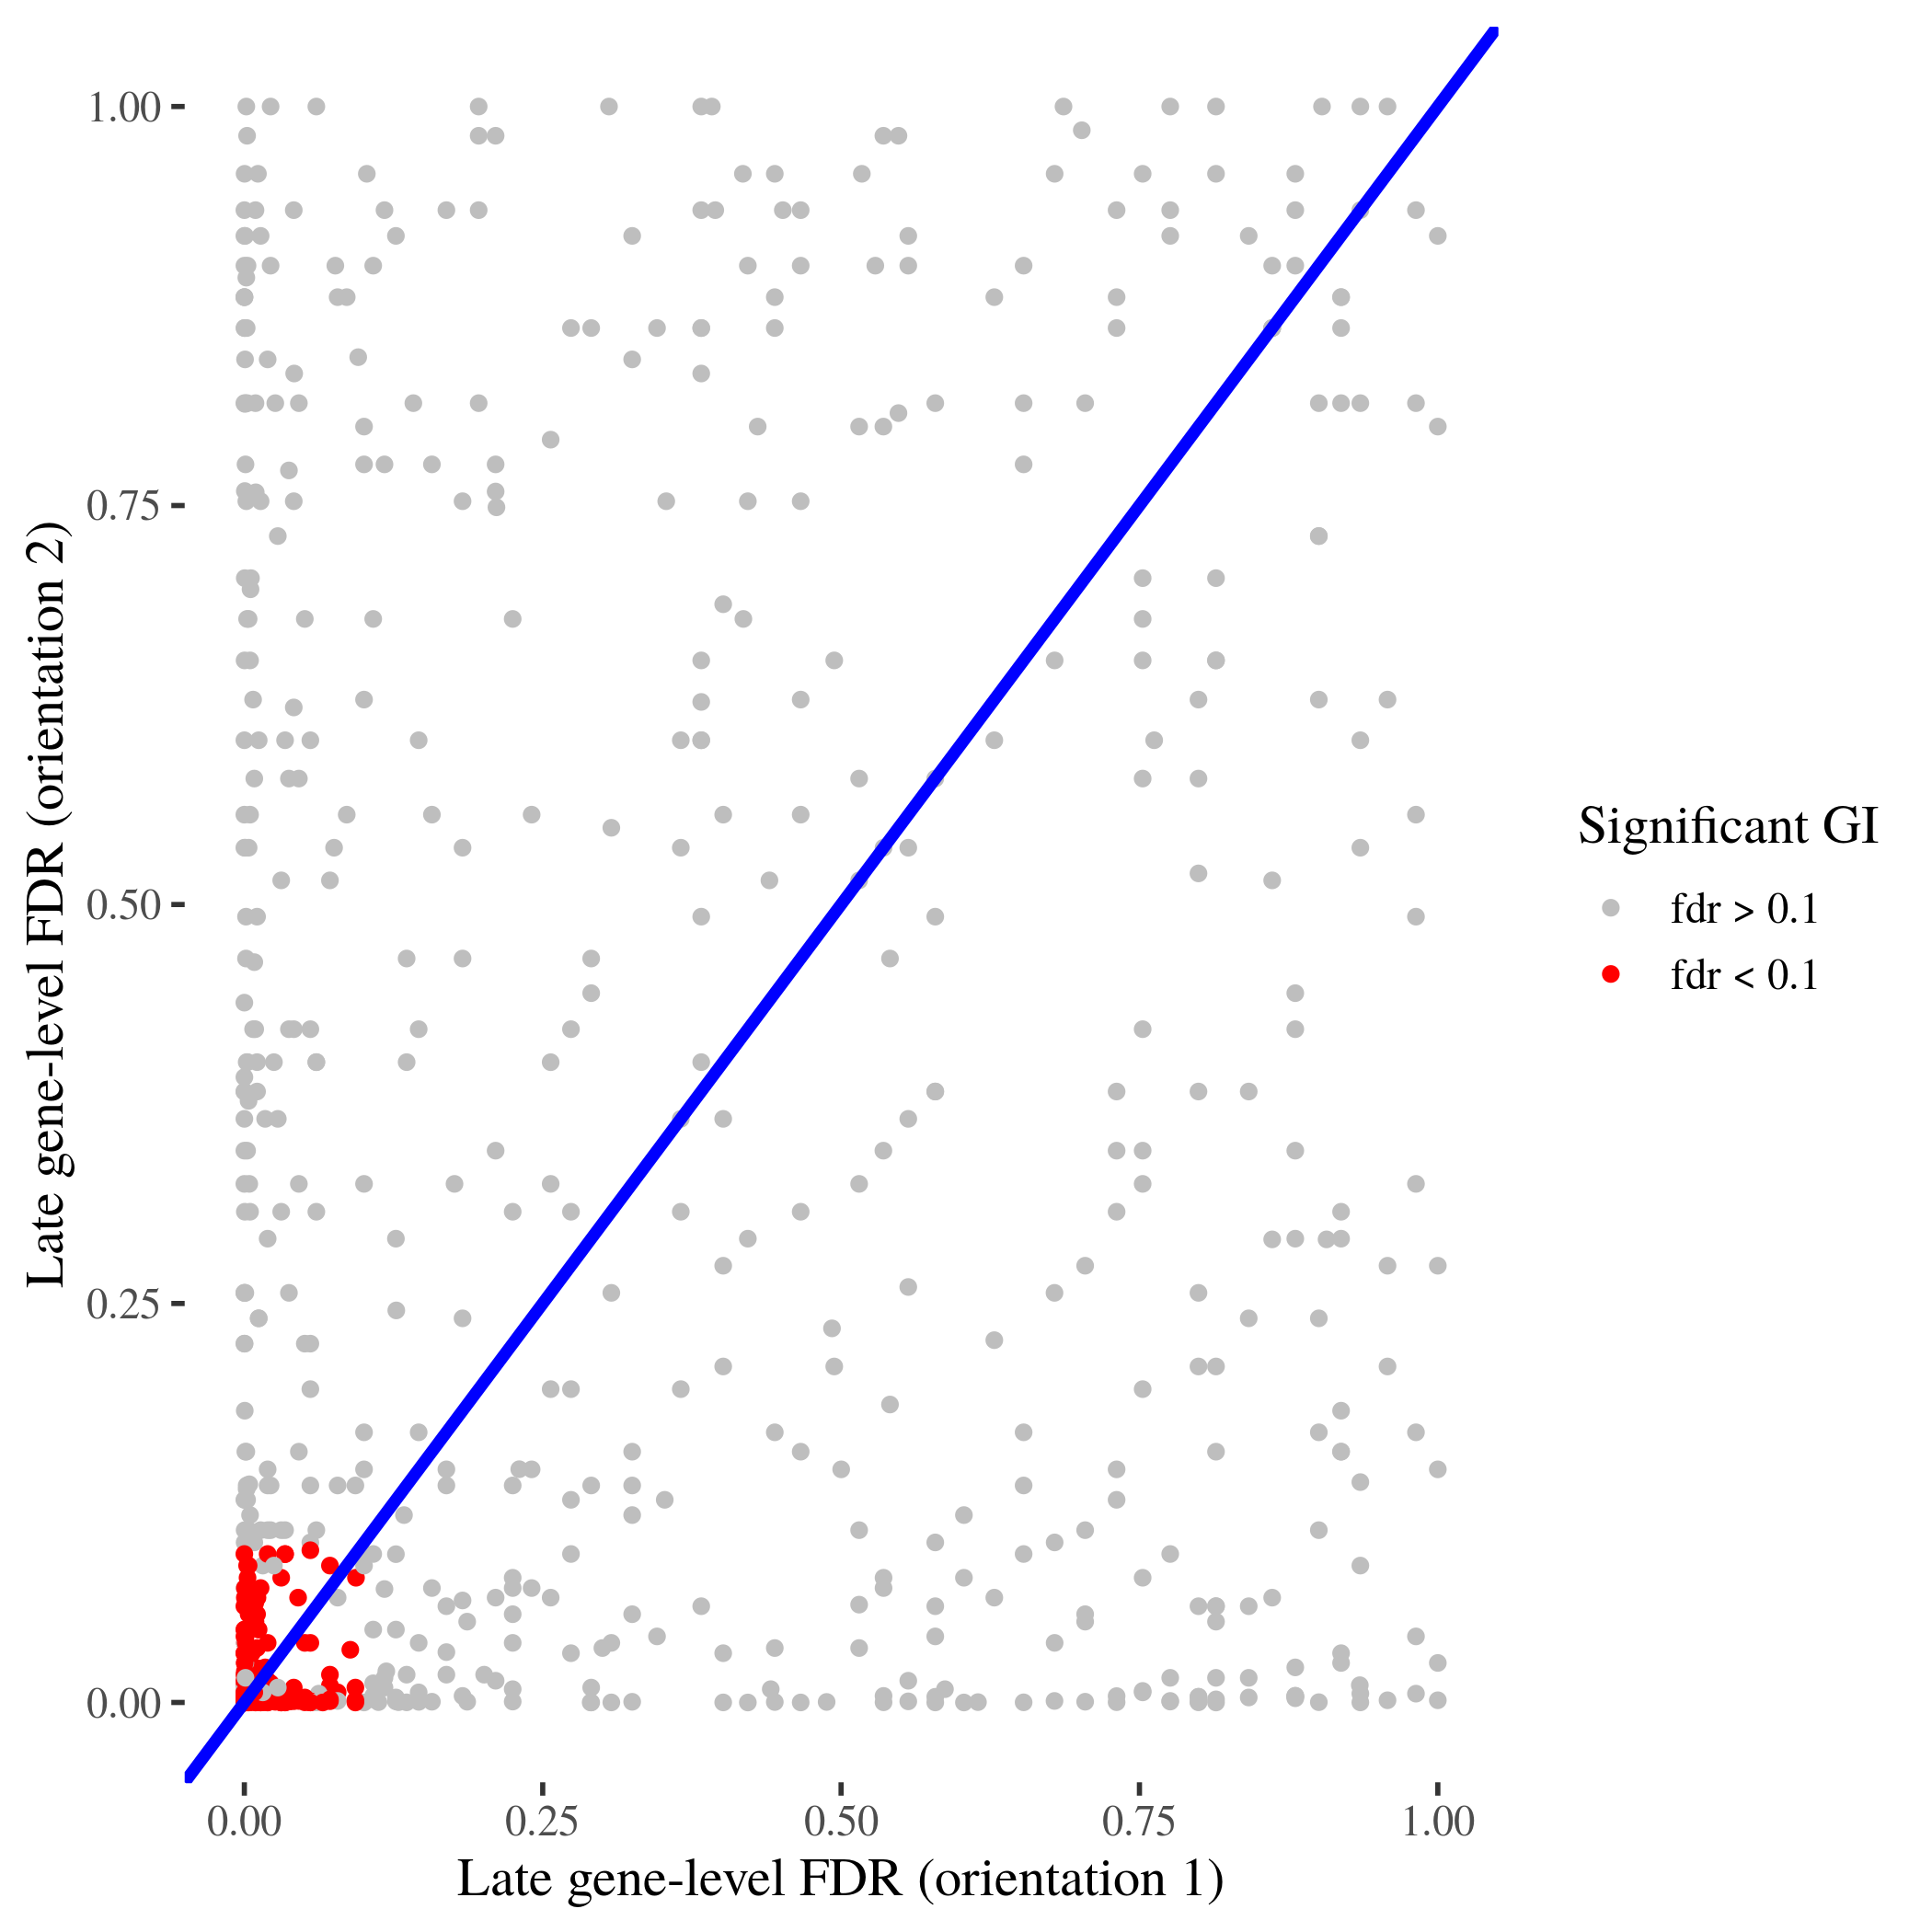 Late gene-level FDR (orientation 2)
1.00
0.75
0.50
0.25
0.00
0.00 0.25 0.50 0.75 1.00
Late gene-level FDR (orientation 1)
Significant GI
fdr > 0.1
fdr < 0.1